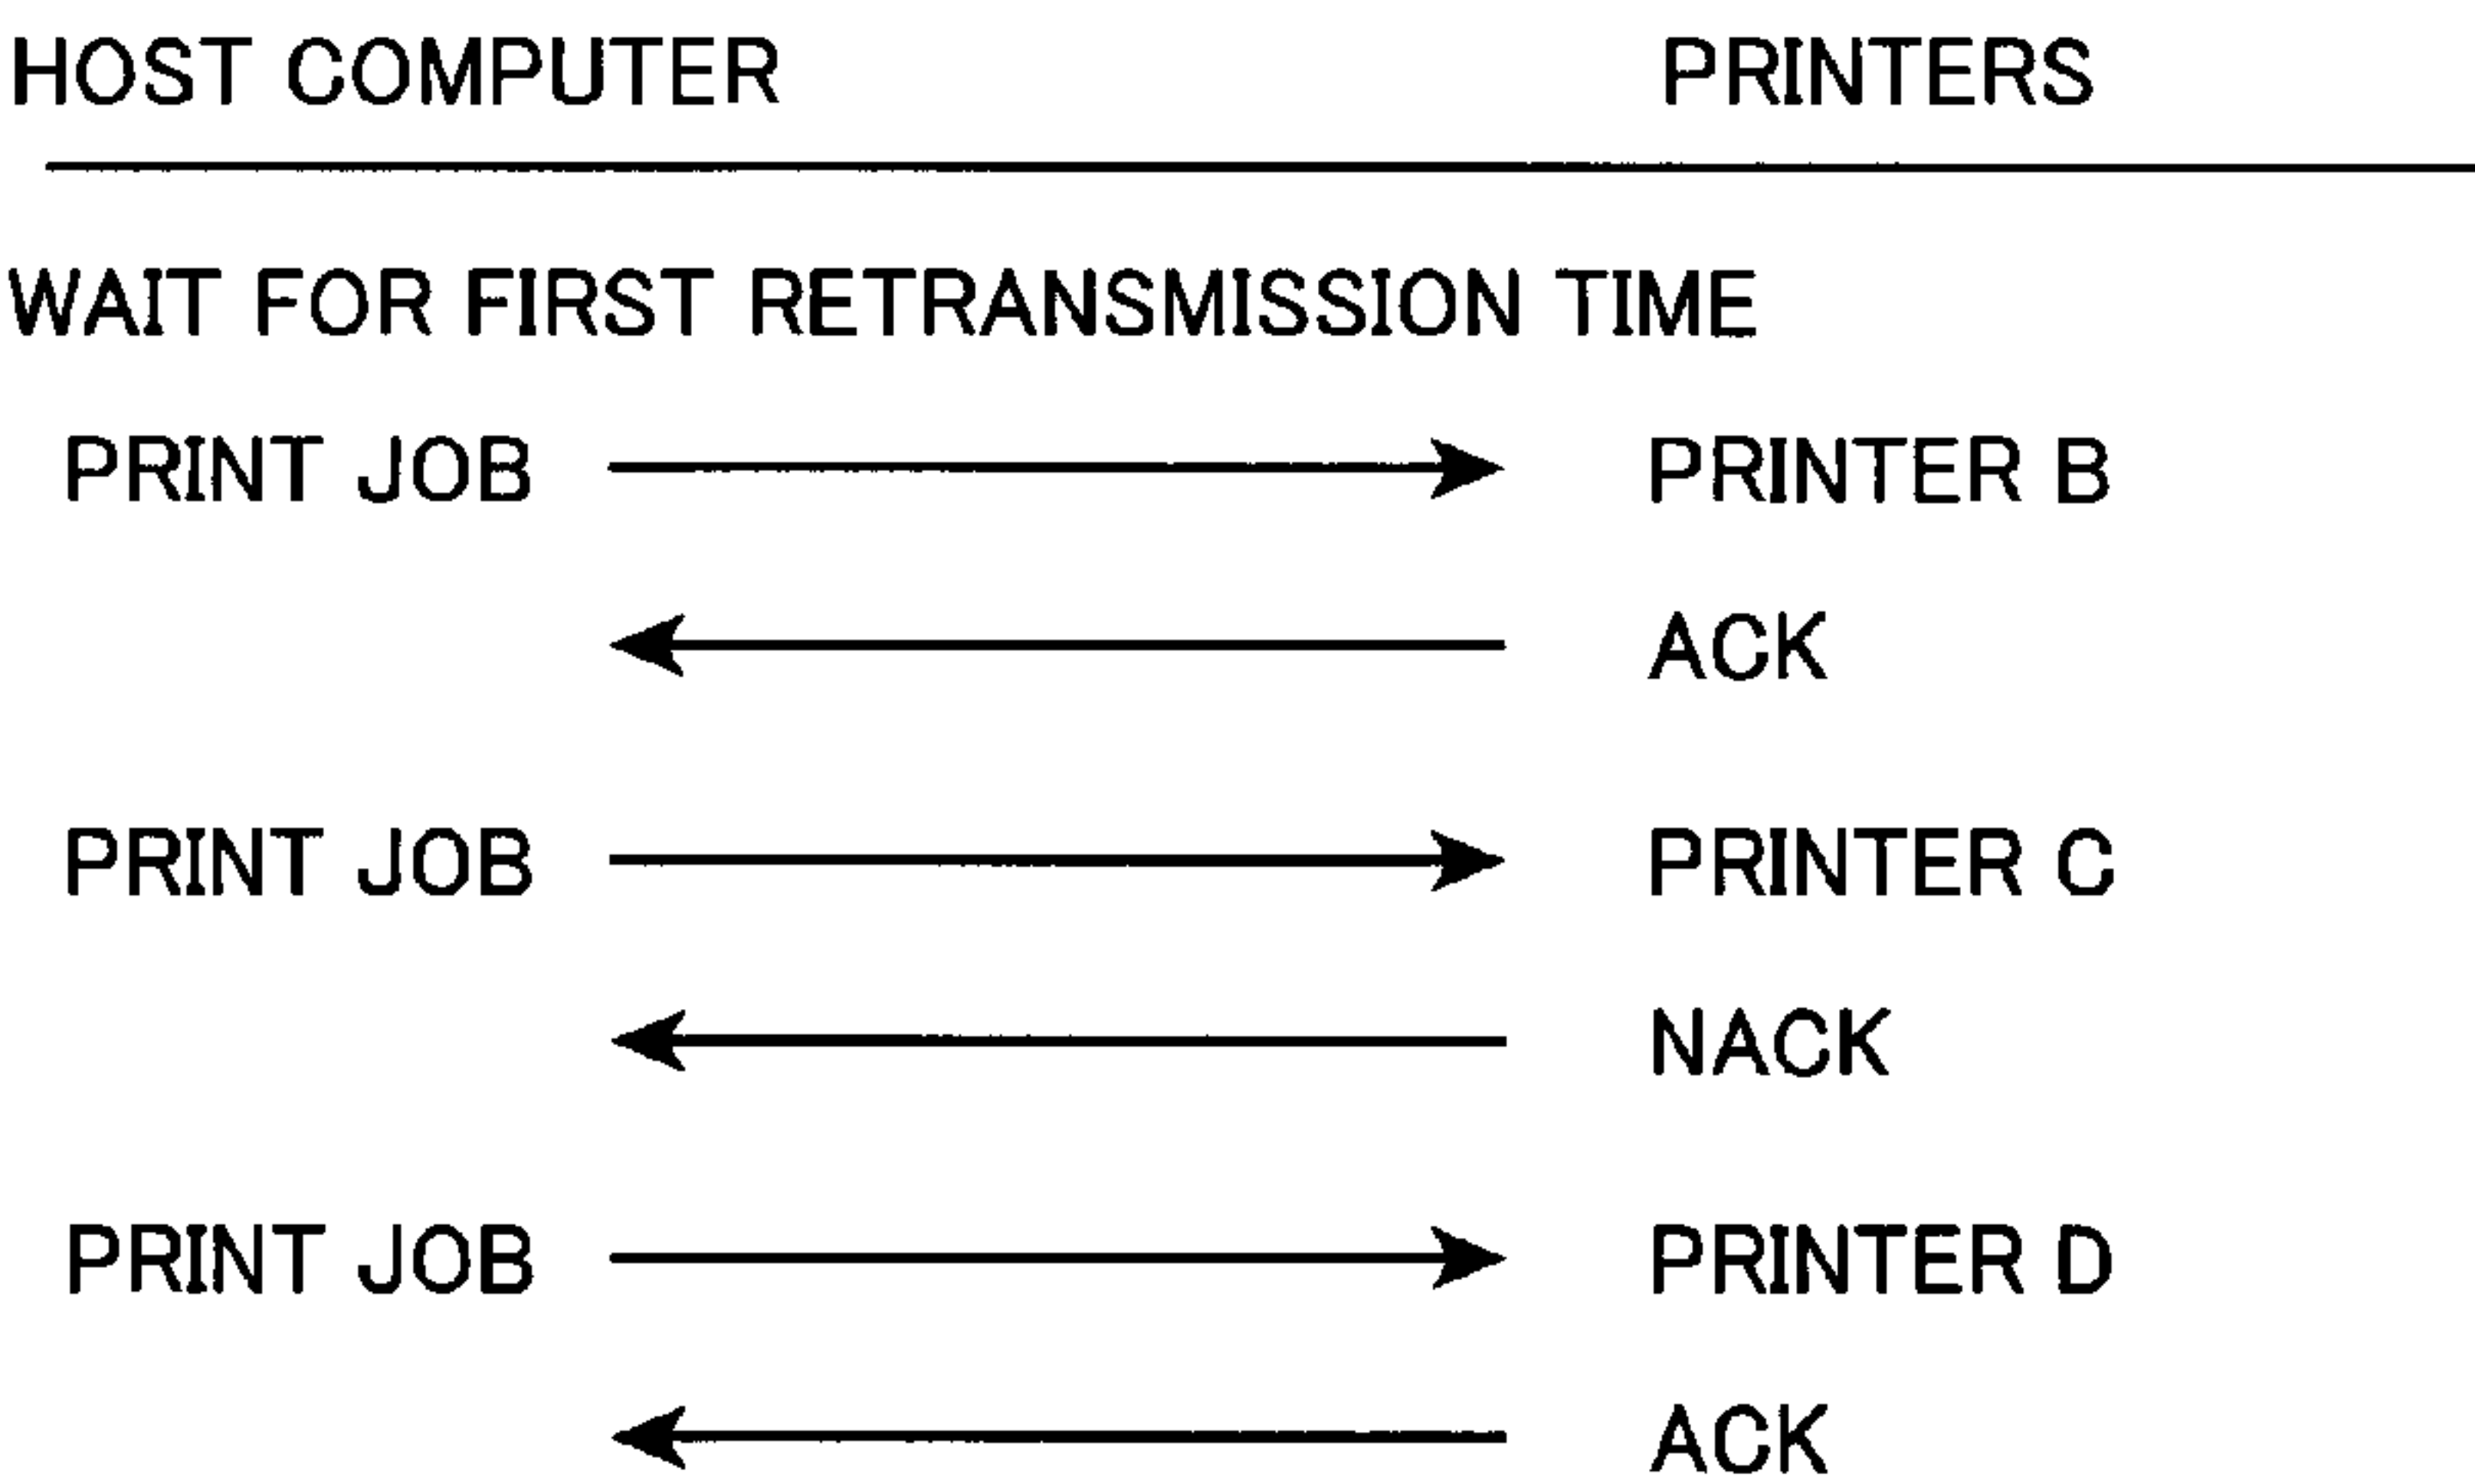 HOST COMPUTER PRINTERS
WAIT FOR FIRST RETRANSMISSION TIME
PRINT JOB PRINTER B
ACK
PRINT JOB PRINTER C
NACK
PRINT JOB PRINTER D
ACK